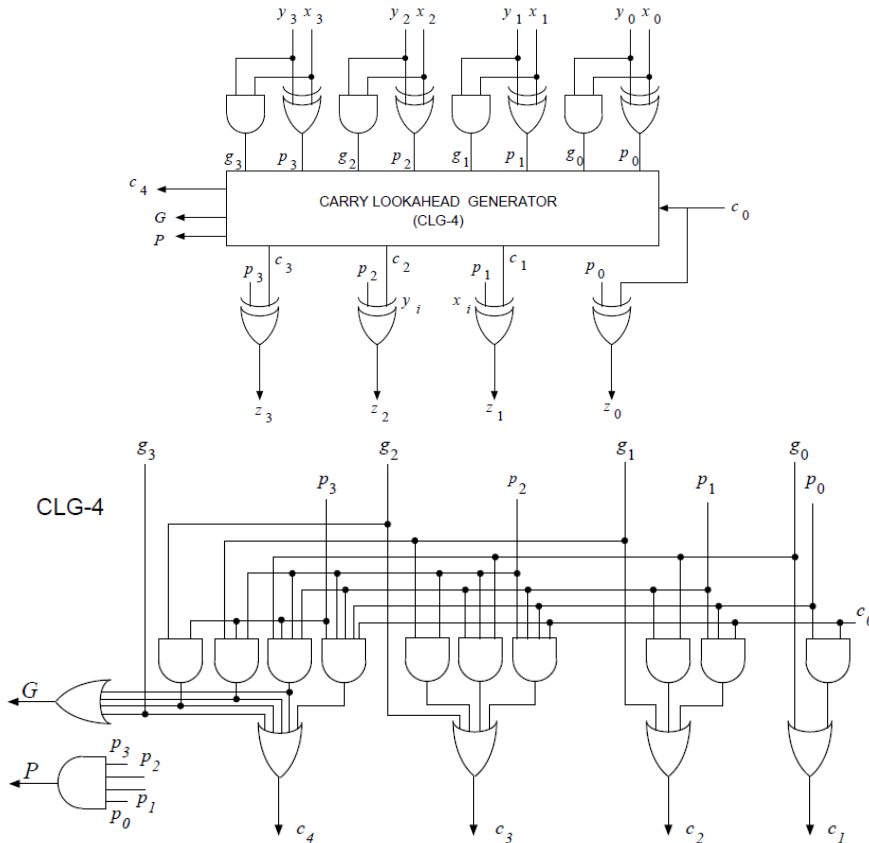 y3 x3 y2 x2 y1 x1 y0 x0
g3 p3 g2 p2 g1 p1 g0 p0
c4
CARRY LOOKAHEAD GENERATOR
(CLG-4)
c0
G
P
p3 c3 p2 c2 p1 c1 p0
yi xi
z3 z2 z1 z0
g3 g2 g1 g0
p3 p2 p1 p0
CLG-4
G
p3 p2
P
p1
p0
c4 c3 c2 c1